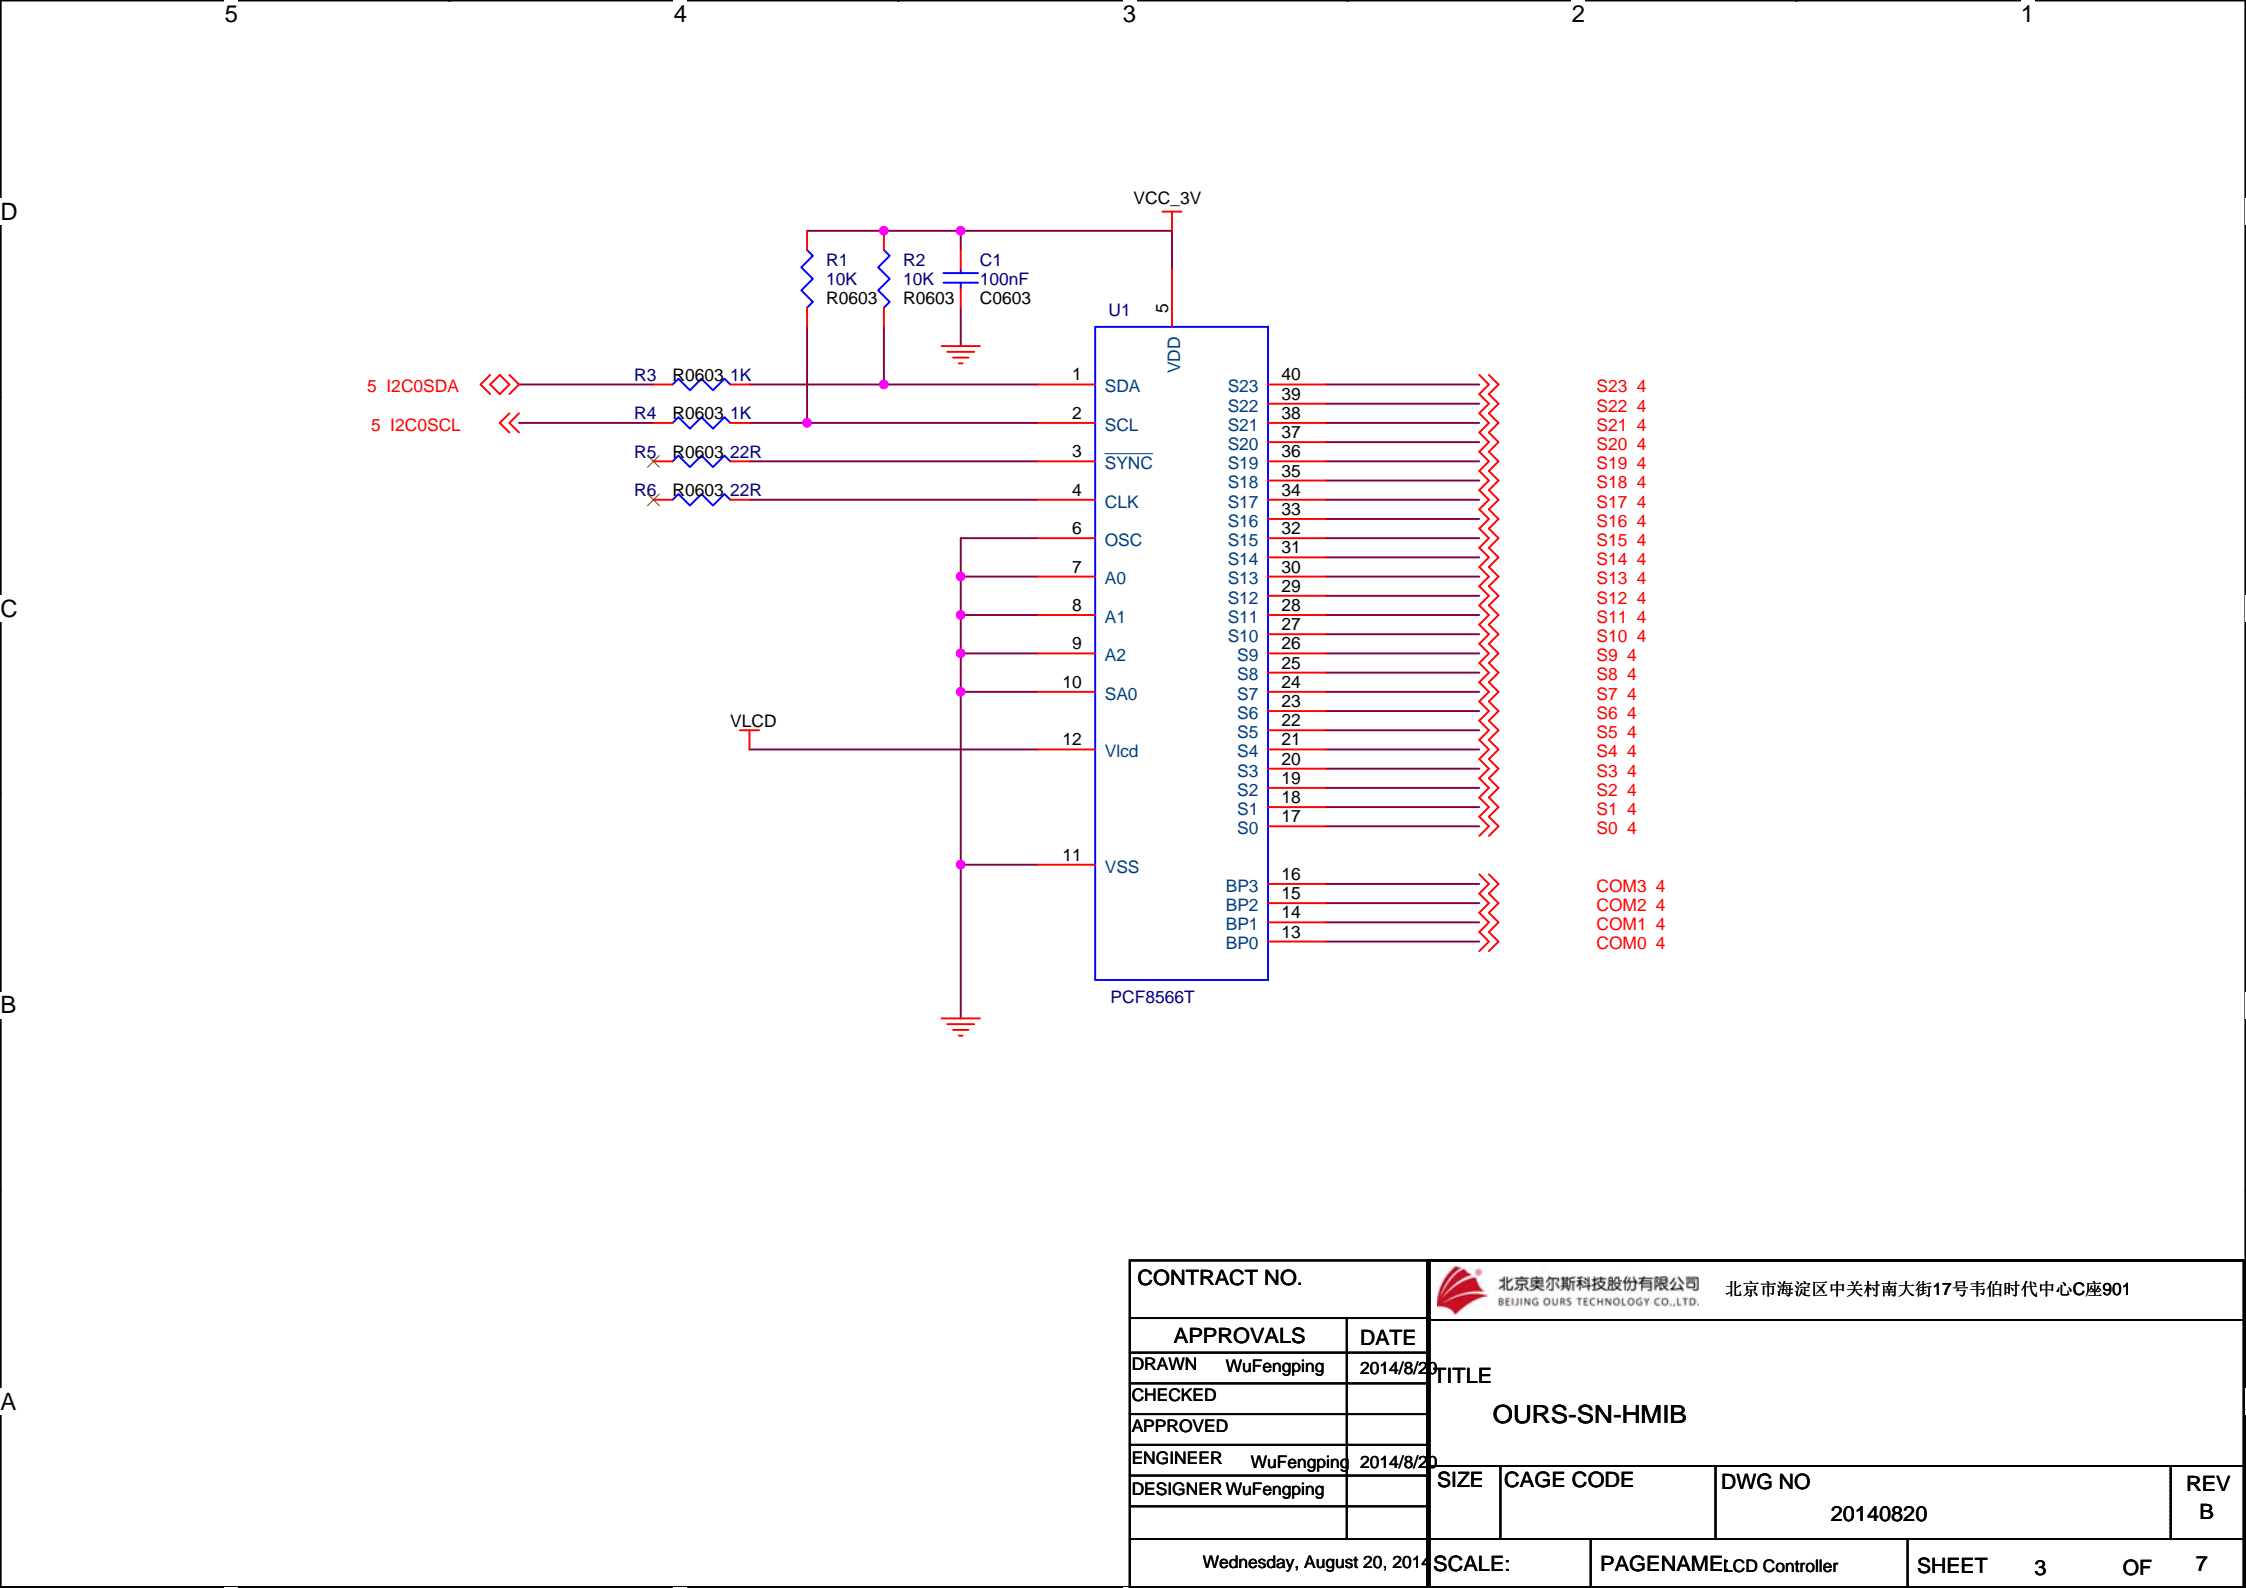 5 4 3 2 1
D
C
B
A
VCC_3V
R1
10K
R0603
R2
10K
R0603
C1
100nF
C0603
U1
5
VDD
5 I2C0SDA
R3 R0603 1K
1 SDA
5 I2C0SCL
R4 R0603 1K
2 SCL
R5 R0603 22R
3 SYNC
R6 R0603 22R
4 CLK
6 OSC
7 A0
8 A1
9 A2
10 SA0
VLCD
12 Vlcd
11 VSS
S23 40 S23 4
S22 39 S22 4
S21 38 S21 4
S20 37 S20 4
S19 36 S19 4
S18 35 S18 4
S17 34 S17 4
S16 33 S16 4
S15 32 S15 4
S14 31 S14 4
S13 30 S13 4
S12 29 S12 4
S11 28 S11 4
S10 27 S10 4
S9 26 S9 4
S8 25 S8 4
S7 24 S7 4
S6 23 S6 4
S5 22 S5 4
S4 21 S4 4
S3 20 S3 4
S2 19 S2 4
S1 18 S1 4
S0 17 S0 4
BP3 16 COM3 4
BP2 15 COM2 4
BP1 14 COM1 4
BP0 13 COM0 4
PCF8566T
CONTRACT NO.
APPROVALS DATE
DRAWN WuFengping 2014/8/20
CHECKED
APPROVED
ENGINEER WuFengping 2014/8/20
DESIGNER WuFengping
Wednesday, August 20, 2014
北京奥尔斯科技股份有限公司
BEIJING OURS TECHNOLOGY CO.,LTD.
北京市海淀区中关村南大街17号韦伯时代中心C座901
TITLE
OURS-SN-HMIB
SIZE CAGE CODE DWG NO
20140820
REV
B
SCALE: PAGENAME: LCD Controller SHEET 3 OF 7